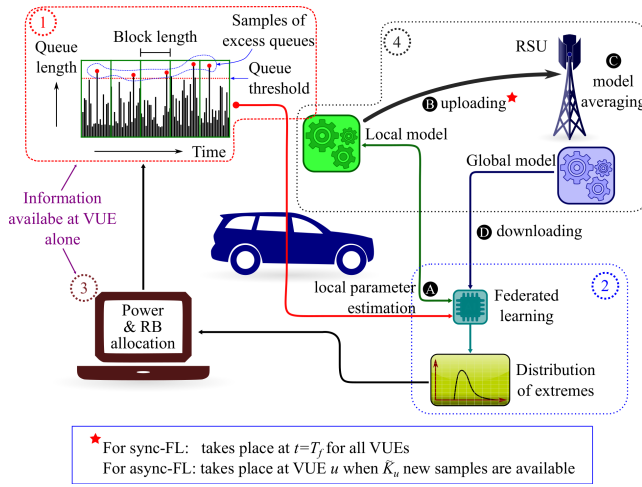 1
Queue
length
Block length
Samples of
excess queues
Queue
threshold
Time
4
RSU
C
model
averaging
B uploading
Local model
Global model
D downloading
Information
availabe at VUE
alone
3
Power
& RB
allocation
local parameter
estimation
A
2
Federated
learning
Distribution
of extremes
For sync-FL: takes place at t=T_f for all VUEs
For async-FL: takes place at VUE u when K̂_u new samples are available